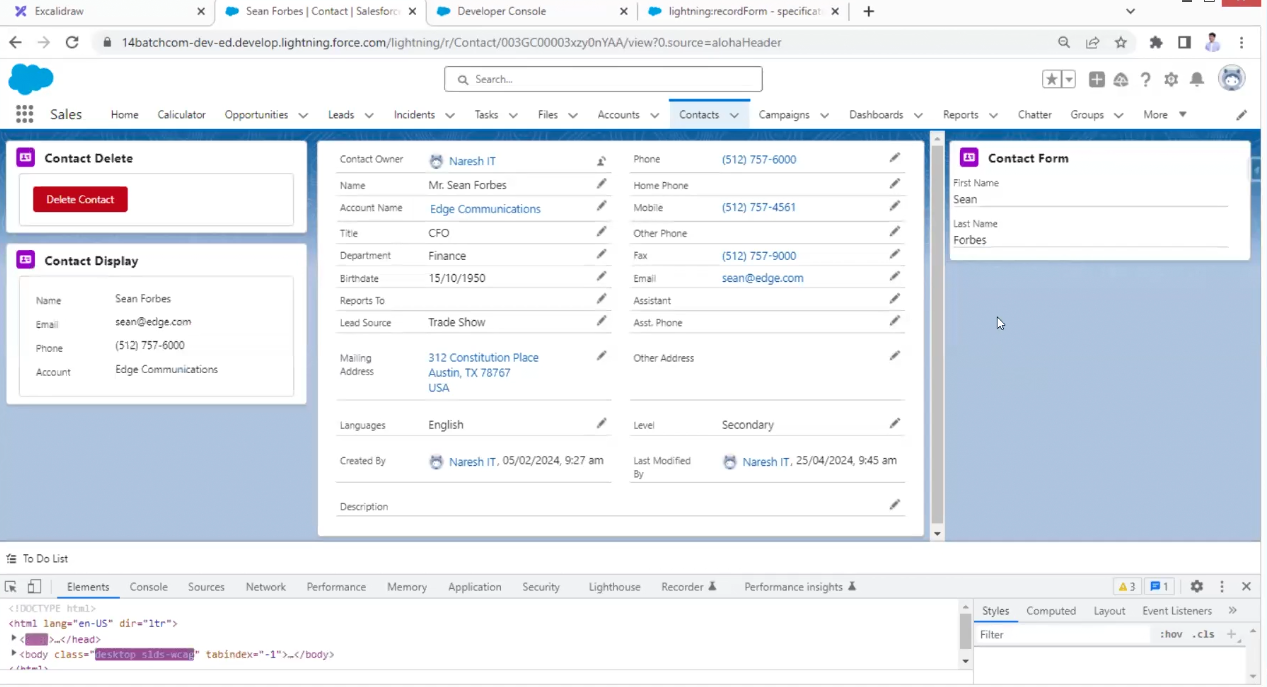 Excalidraw
Sean Forbes | Contact | Salesforc
Developer Console
lightning:recordForm - specificat
14batchcom-dev-ed.develop.lightning.force.com/lightning/r/Contact/003GC00003xzy0nYAA/view?0.source=alohaHeader
Search...
Sales Home Calculator Opportunities Leads Incidents Tasks Files Accounts Contacts Campaigns Dashboards Reports Chatter Groups More
Contact Delete
Delete Contact
Contact Display
Name Sean Forbes
Email sean@edge.com
Phone (512) 757-6000
Account Edge Communications
Contact Owner Naresh IT
Name Mr. Sean Forbes
Account Name Edge Communications
Title CFO
Department Finance
Birthdate 15/10/1950
Reports To
Lead Source Trade Show
Mailing Address 312 Constitution Place
Austin, TX 78767
USA
Languages English
Created By Naresh IT, 05/02/2024, 9:27 am
Description
Phone (512) 757-6000
Home Phone
Mobile (512) 757-4561
Other Phone
Fax (512) 757-9000
Email sean@edge.com
Assistant
Asst. Phone
Other Address
Level Secondary
Last Modified By Naresh IT, 25/04/2024, 9:45 am
Contact Form
First Name
Sean
Last Name
Forbes
To Do List
Elements Console Sources Network Performance Memory Application Security Lighthouse Recorder Performance insights 3 1
<!DOCTYPE html>
<html lang="en-US" dir="ltr">
…</head>
<body class="desktop slds-wcag" tabindex="-1">…</body>
</html>
Styles Computed Layout Event Listeners »
Filter :hov .cls +